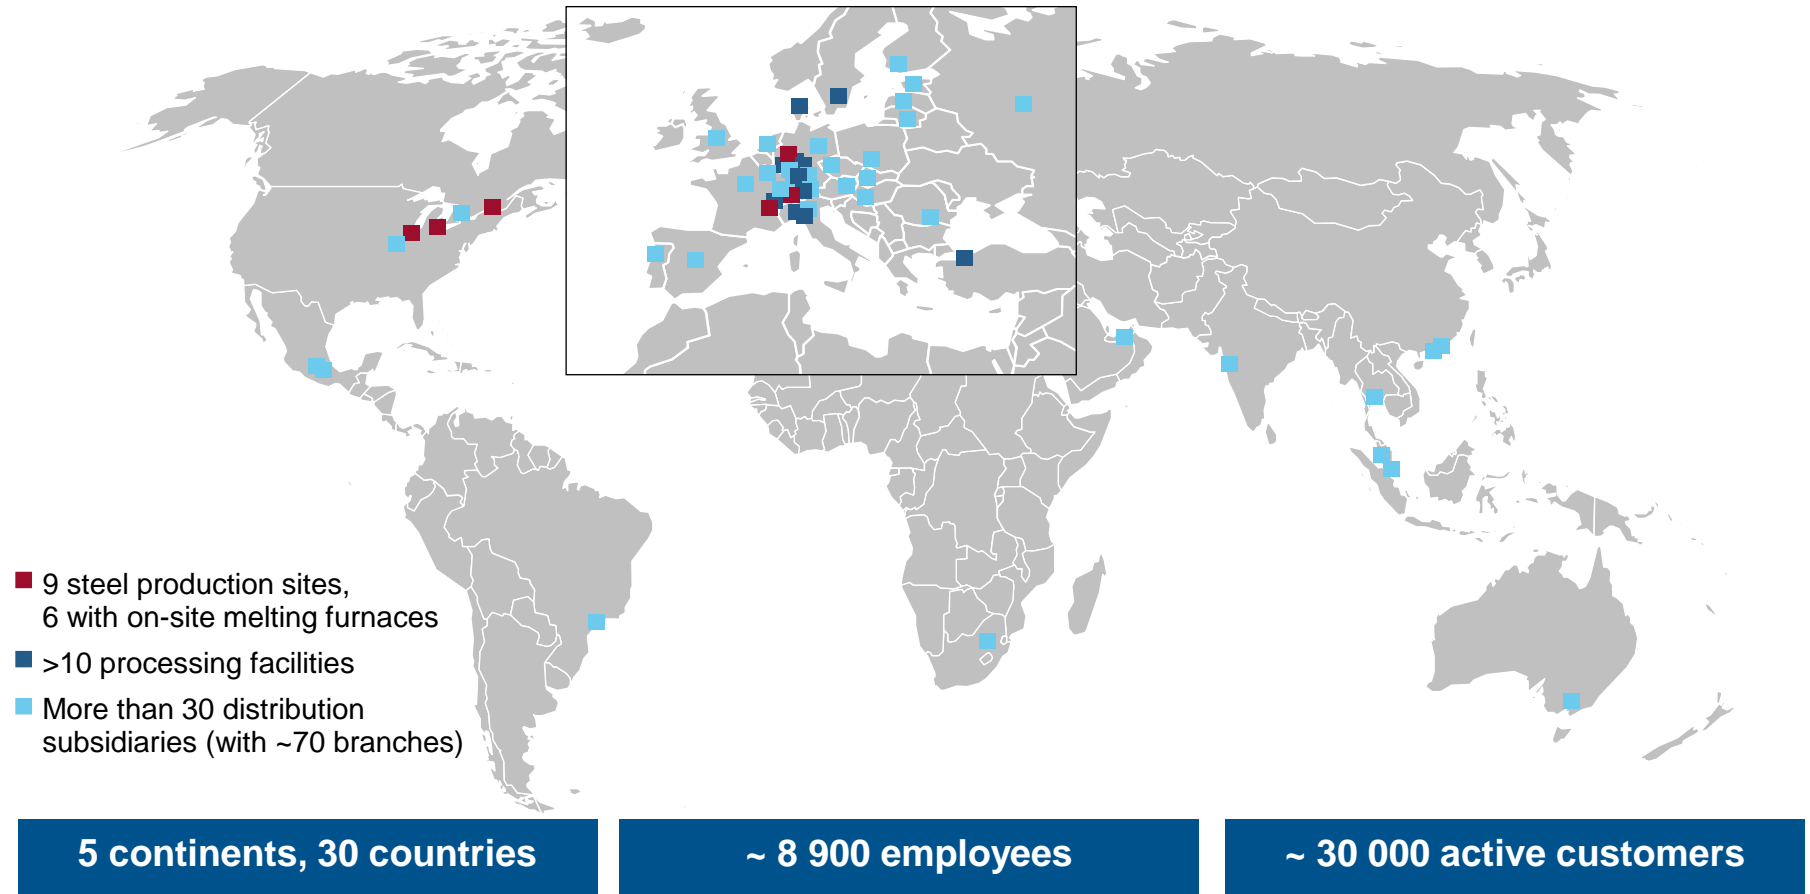 9 steel production sites,
6 with on-site melting furnaces
>10 processing facilities
More than 30 distribution
subsidiaries (with ~70 branches)
5 continents, 30 countries
~ 8 900 employees
~ 30 000 active customers